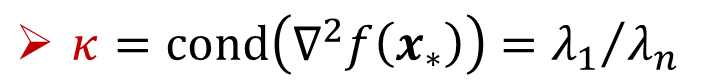 ➢ κ = cond(∇²f(x∗)) = λ₁/λₙ